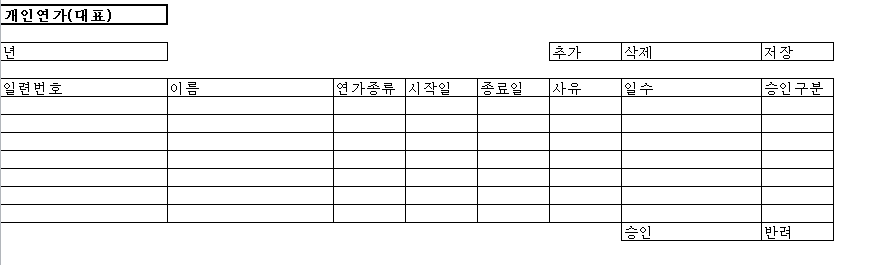 개인연가(대표)
년 추가 삭제 저장
일련번호 이름 연가종류 시작일 종료일 사유 일수 승인구분
승인 반려